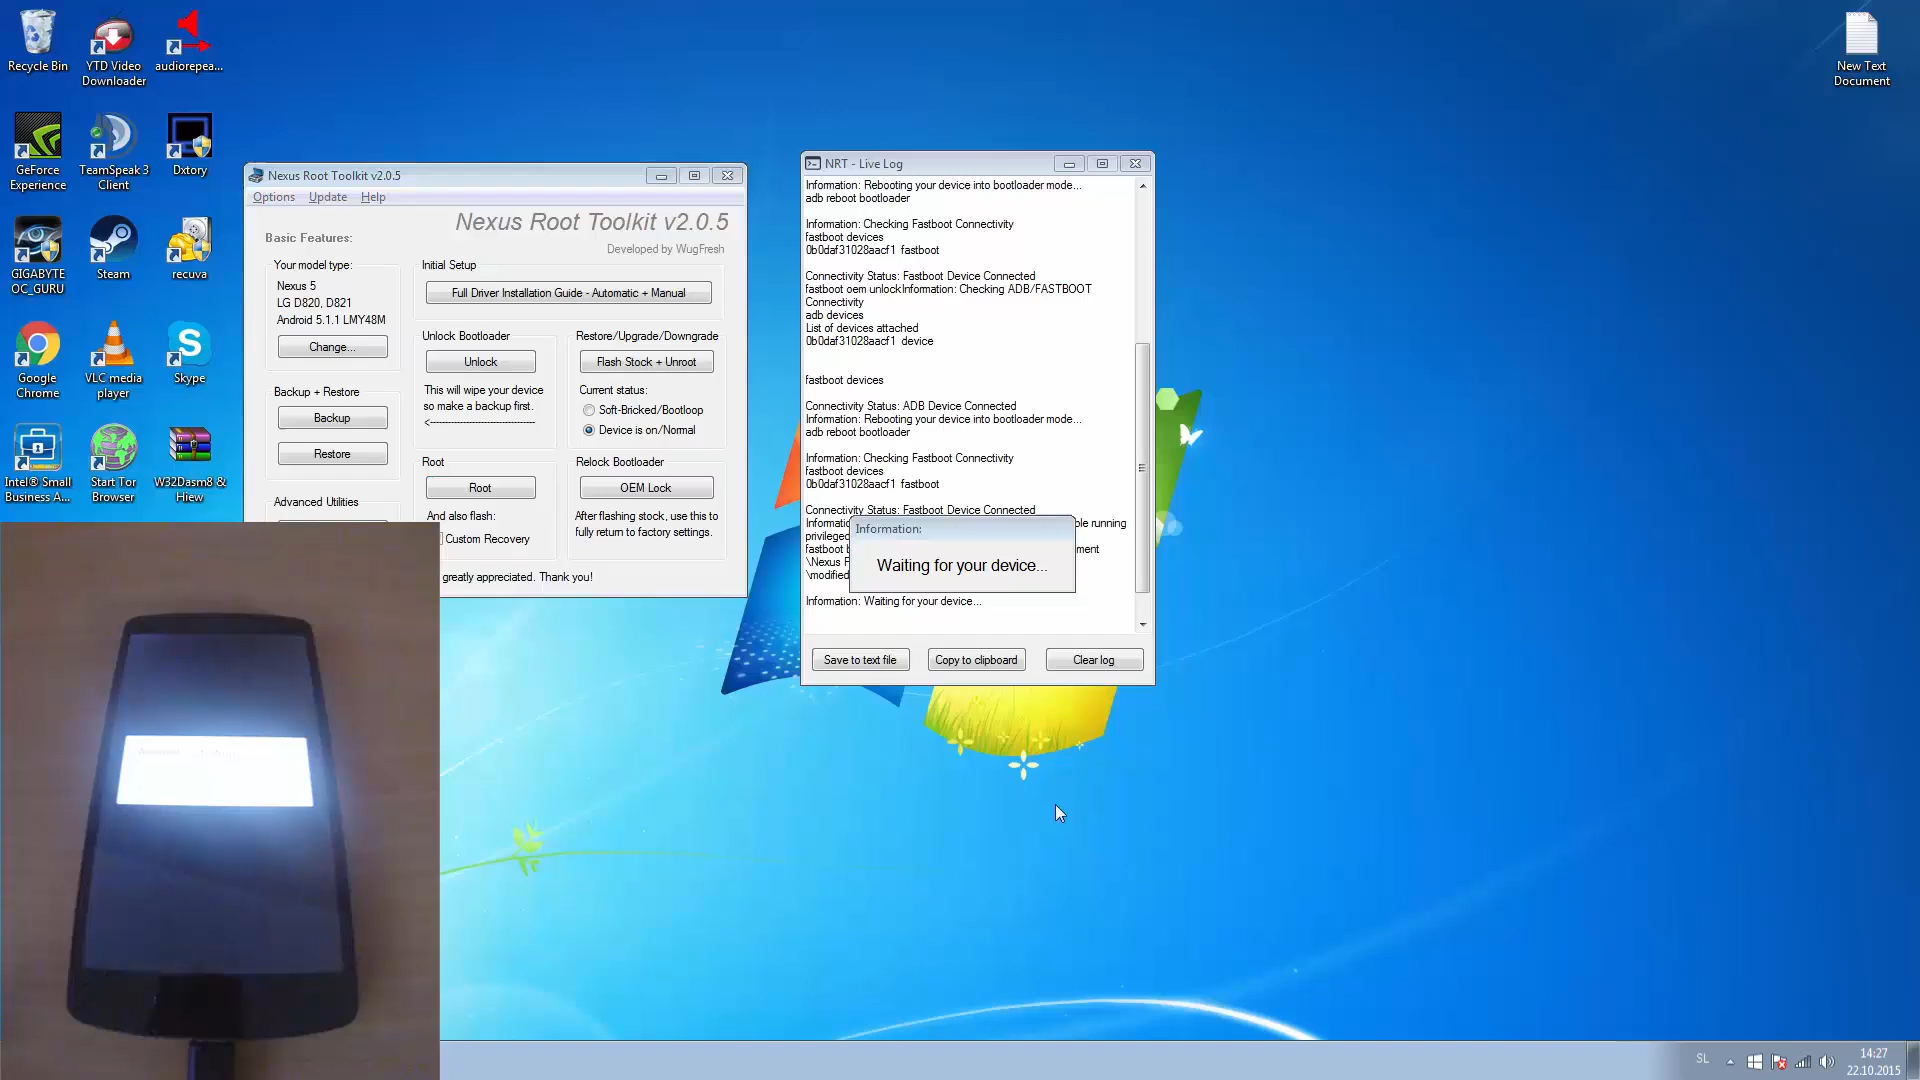 Recycle Bin
YTD Video
Downloader
audiorepea...
GeForce
Experience
TeamSpeak 3
Client
Dxtory
GIGABYTE
OC_GURU
Steam
recuva
Google
Chrome
VLC media
player
Skype
Intel® Small
Business A...
Start Tor
Browser
W32Dasm8 &
Hiew
New Text
Document
Nexus Root Toolkit v2.0.5
Options Update Help
Nexus Root Toolkit v2.0.5
Developed by WugFresh
Basic Features:
Your model type:
Nexus 5
LG D820, D821
Android 5.1.1 LMY48M
Change...
Initial Setup
Full Driver Installation Guide - Automatic + Manual
Unlock Bootloader
Unlock
This will wipe your device
so make a backup first.
<-----------------------------------
Restore/Upgrade/Downgrade
Flash Stock + Unroot
Current status:
Soft-Bricked/Bootloop
Device is on/Normal
Backup + Restore
Backup
Restore
Root
Root
And also flash:
Custom Recovery
Relock Bootloader
OEM Lock
After flashing stock, use this to
fully return to factory settings.
Advanced Utilities
greatly appreciated. Thank you!
NRT - Live Log
Information: Rebooting your device into bootloader mode...
adb reboot bootloader
Information: Checking Fastboot Connectivity
fastboot devices
0b0daf31028aacf1 fastboot
Connectivity Status: Fastboot Device Connected
fastboot oem unlockInformation: Checking ADB/FASTBOOT
Connectivity
adb devices
List of devices attached
0b0daf31028aacf1 device
fastboot devices
Connectivity Status: ADB Device Connected
Information: Rebooting your device into bootloader mode...
adb reboot bootloader
Information: Checking Fastboot Connectivity
fastboot devices
0b0daf31028aacf1 fastboot
Connectivity Status: Fastboot Device Connected
running
privileged
fastboot
\Nexus
\modified
Information:
Waiting for your device...
Information: Waiting for your device...
Save to text file
Copy to clipboard
Clear log
SL
14:27
22.10.2015